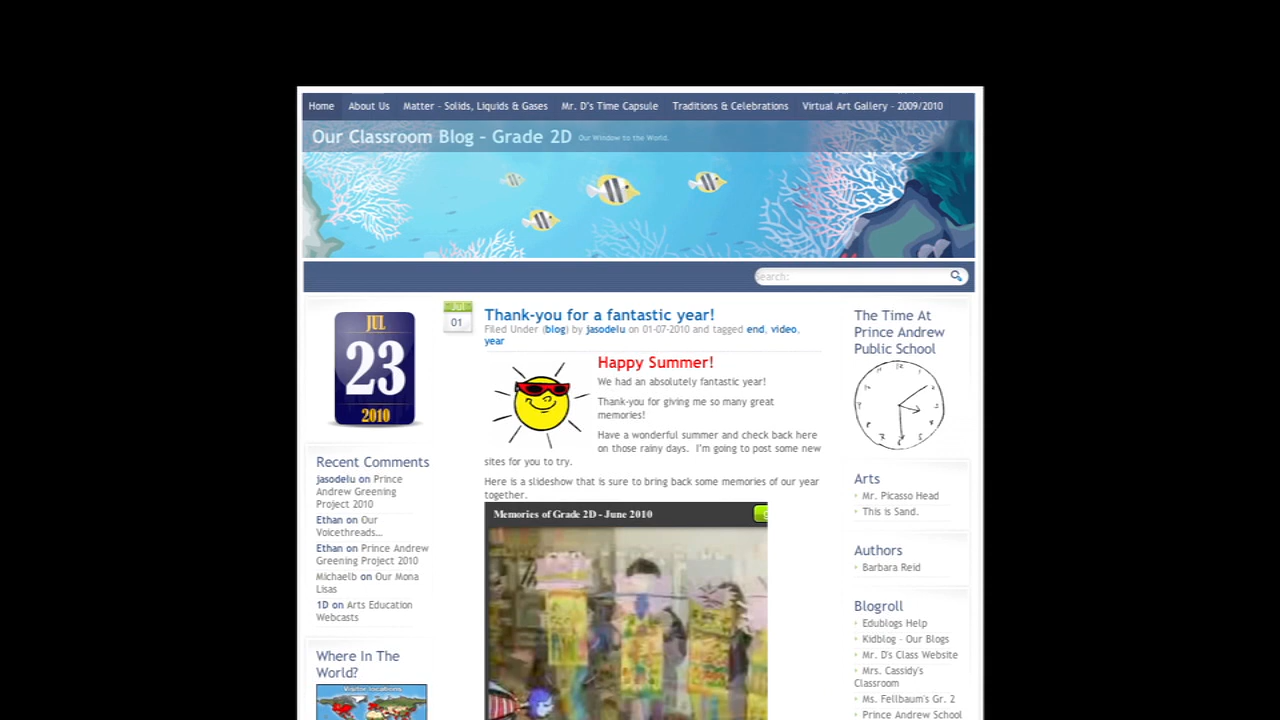 Home About Us Matter - Solids, Liquids & Gases Mr. D's Time Capsule Traditions & Celebrations Virtual Art Gallery - 2009/2010
Our Classroom Blog - Grade 2D Our Window to the World.
Search:
JUL
23
2010
Recent Comments
jasodelu on Prince
Andrew Greening
Project 2010
Ethan on Our
Voicethreads...
Ethan on Prince Andrew
Greening Project 2010
Michaelb on Our Mona
Lisas
1D on Arts Education
Webcasts
Where In The
World?
Visitor locations
Jul
01
Thank-you for a fantastic year!
Filed Under (blog) by jasodelu on 01-07-2010 and tagged end, video,
year
Happy Summer!
We had an absolutely fantastic year!
Thank-you for giving me so many great
memories!
Have a wonderful summer and check back here
on those rainy days. I'm going to post some new
sites for you to try.
Here is a slideshow that is sure to bring back some memories of our year
together.
Memories of Grade 2D - June 2010
The Time At
Prince Andrew
Public School
Arts
Mr. Picasso Head
This is Sand.
Authors
Barbara Reid
Blogroll
Edublogs Help
Kidblog - Our Blogs
Mr. D's Class Website
Mrs. Cassidy's
Classroom
Ms. Fellbaum's Gr. 2
Prince Andrew School